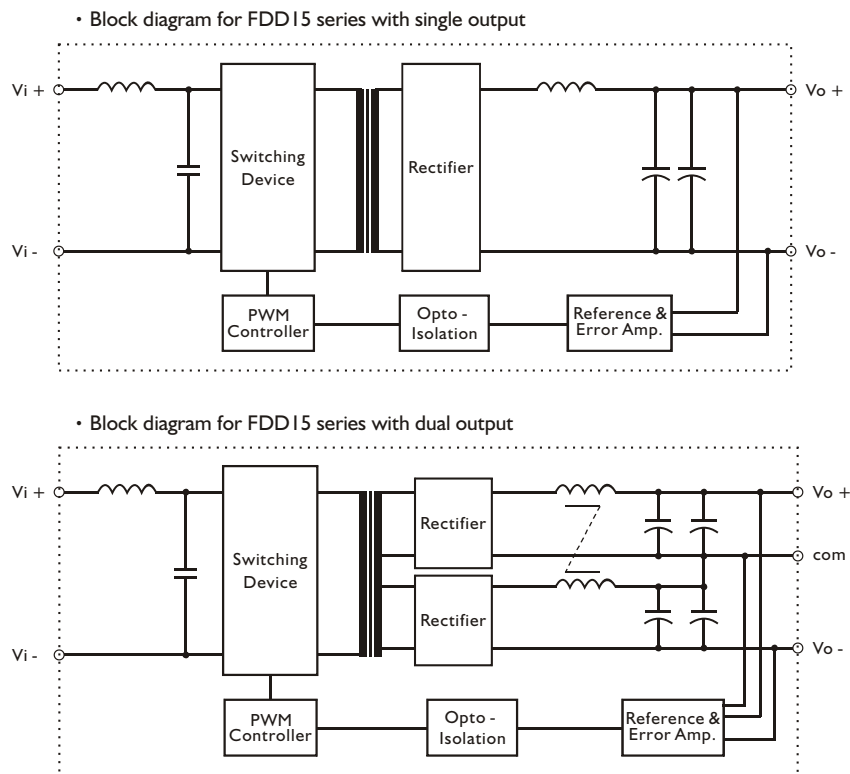 • Block diagram for FDD15 series with single output
Vi +
Vo +
Switching
Device
Rectifier
Vi -
Vo -
PWM
Controller
Opto -
Isolation
Reference &
Error Amp.
• Block diagram for FDD15 series with dual output
Vi +
Vo +
Rectifier
com
Switching
Device
Rectifier
Vi -
Vo -
PWM
Controller
Opto -
Isolation
Reference &
Error Amp.